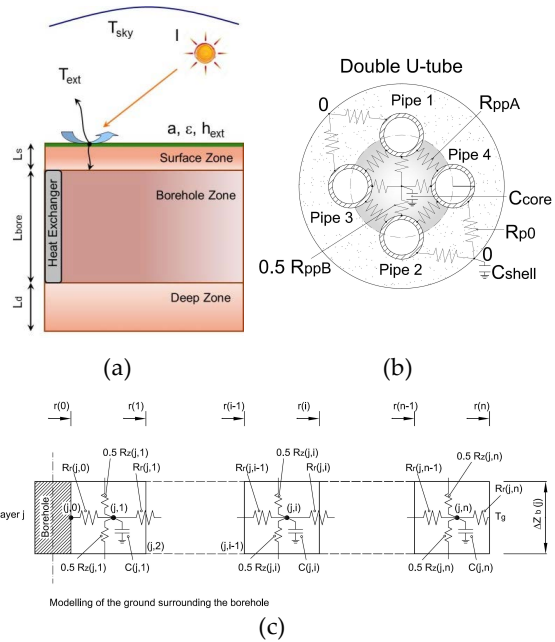 T_sky
I
T_ext
a, ε, h_ext
Ls
Surface Zone
Lbore
Heat Exchanger
Borehole Zone
Ld
Deep Zone
(a)
Double U-tube
0
Pipe 1
RppA
Pipe 4
Pipe 3
Ccore
Rp0
0.5 RppB
Pipe 2
0
Cshell
(b)
r(0)
r(1)
r(i-1)
r(i)
r(n-1)
r(n)
0.5 Rz(j,1)
0.5 Rz(j,i)
0.5 Rz(j,n)
Rr(j,0)
Rr(j,1)
Rr(j,i-1)
Rr(j,i)
Rr(j,n-1)
Rr(j,n)
ayer j
Borehole
(j,0)
(j,1)
(j,i)
(j,n)
Tg
ΔZb (j)
(j,2)
(j,i-1)
0.5 Rz(j,1)
C(j,1)
0.5 Rz(j,i)
C(j,i)
0.5 Rz(j,n)
C(j,n)
Modelling of the ground surrounding the borehole
(c)